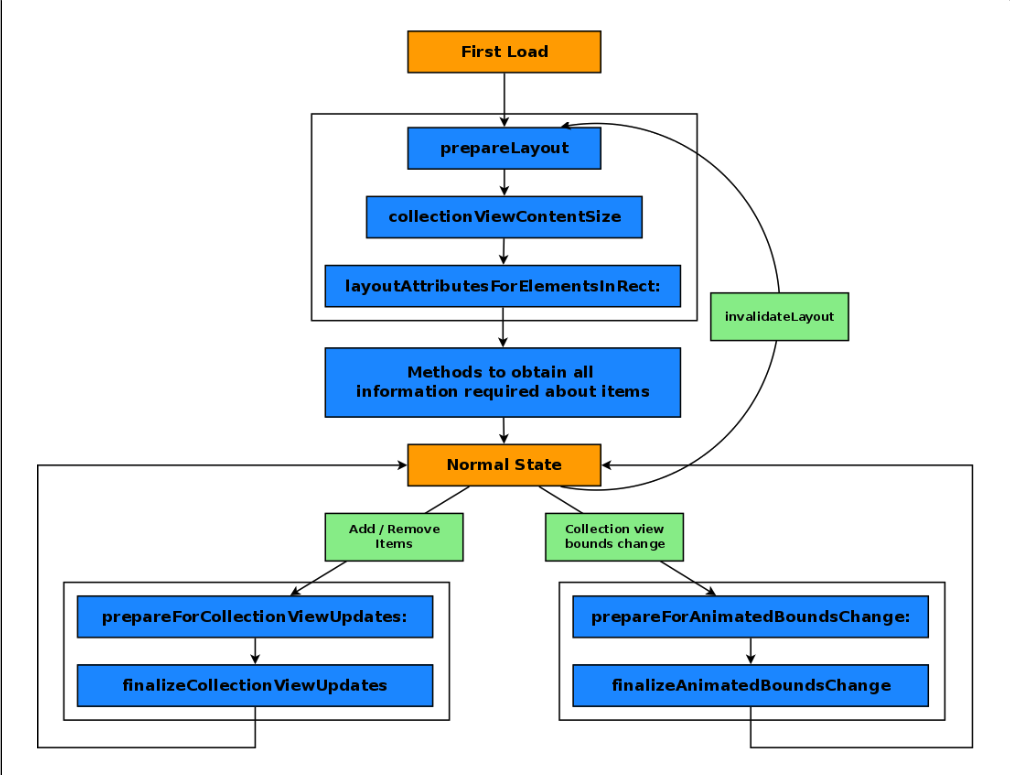 First Load
prepareLayout
collectionViewContentSize
layoutAttributesForElementsInRect:
invalidateLayout
Methods to obtain all
information required about items
Normal State
Add / Remove
Items
Collection view
bounds change
prepareForCollectionViewUpdates:
finalizeCollectionViewUpdates
prepareForAnimatedBoundsChange:
finalizeAnimatedBoundsChange